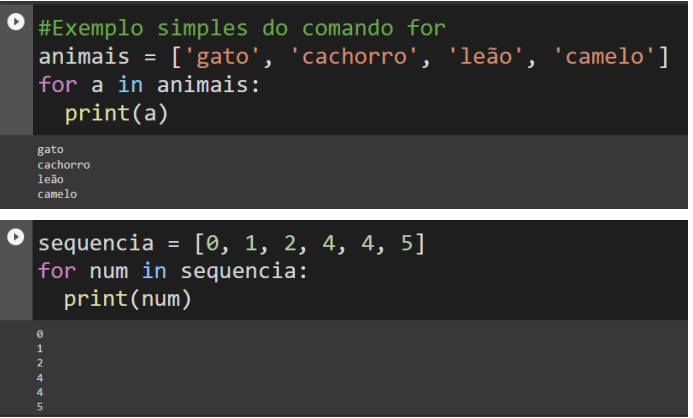 #Exemplo simples do comando for
animais = ['gato', 'cachorro', 'leão', 'camelo']
for a in animais:
  print(a)
gato
cachorro
leão
camelo
sequencia = [0, 1, 2, 4, 4, 5]
for num in sequencia:
  print(num)
0
1
2
4
4
5